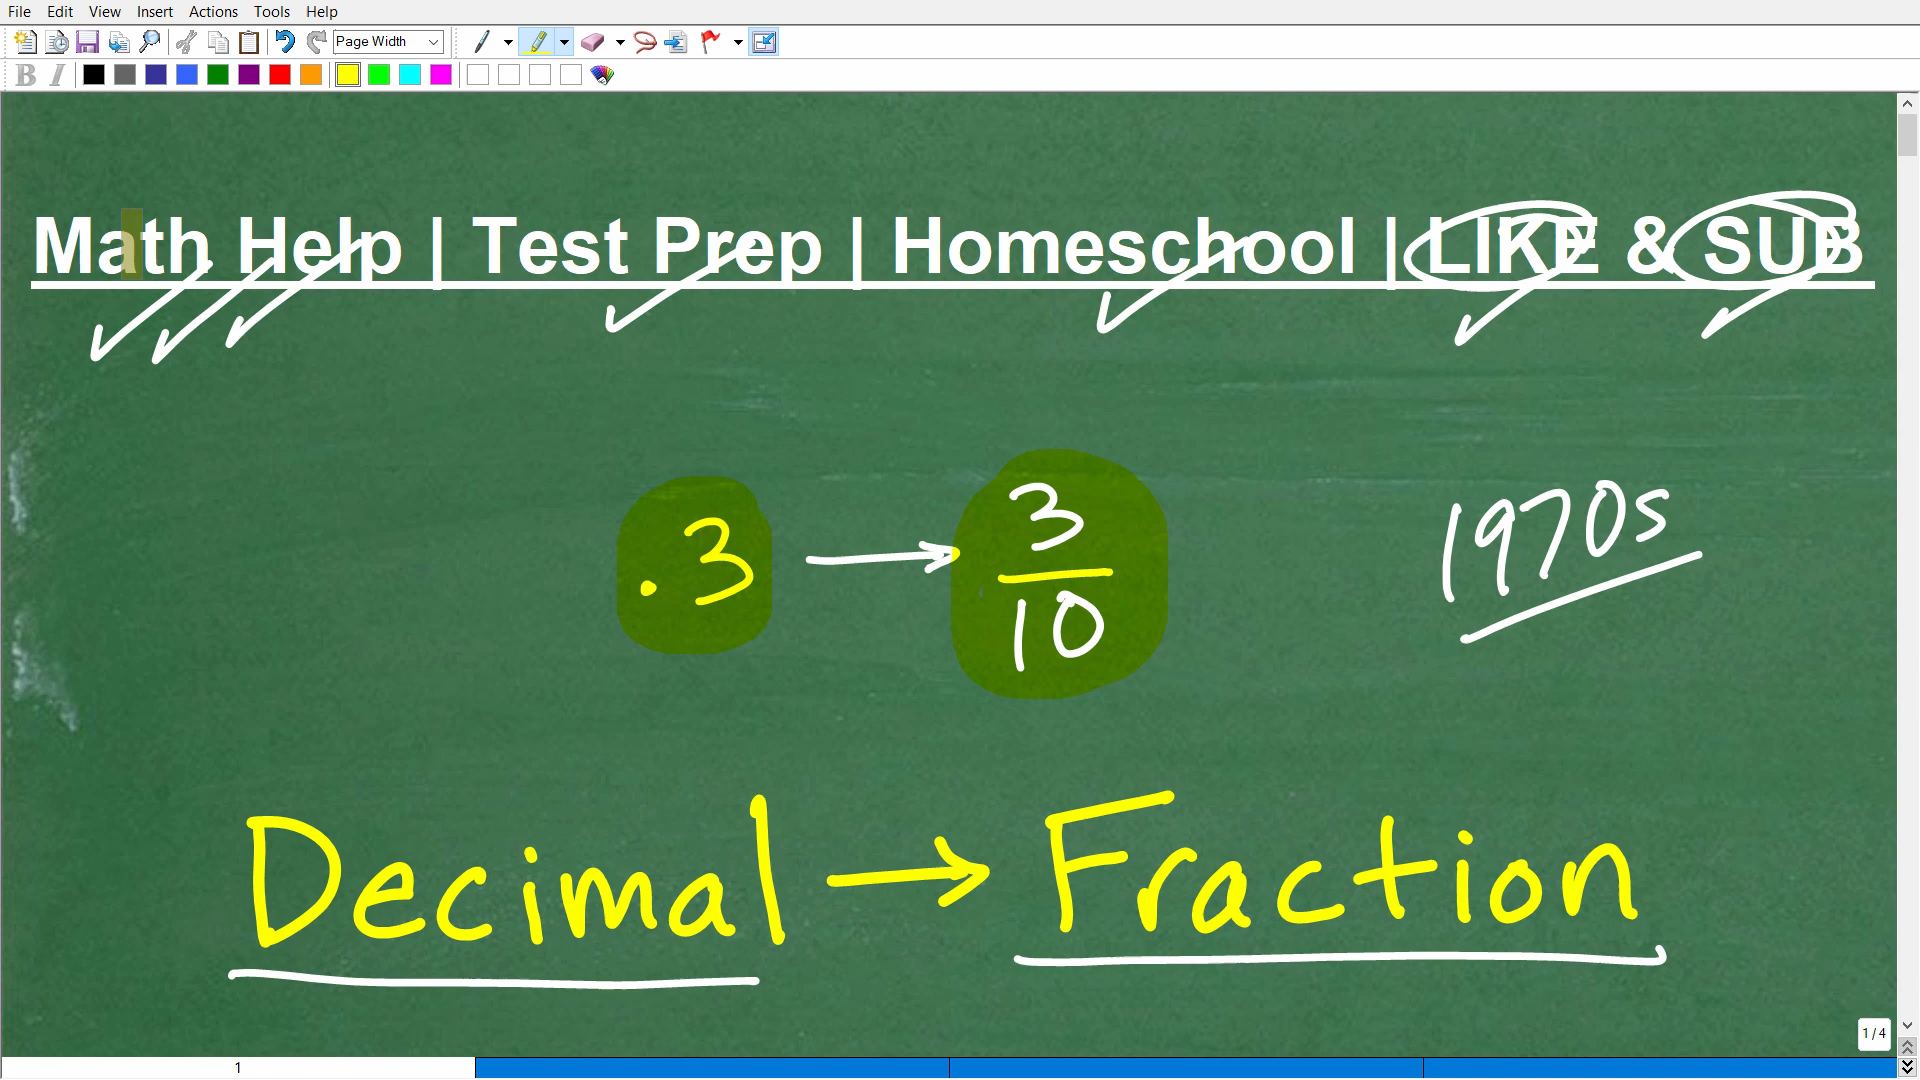 File Edit View Insert Actions Tools Help
Page Width
B I
Math Help | Test Prep | Homeschool | LIKE & SUB
.3 → 3/10
1970s
Decimal → Fraction
1 / 4
1